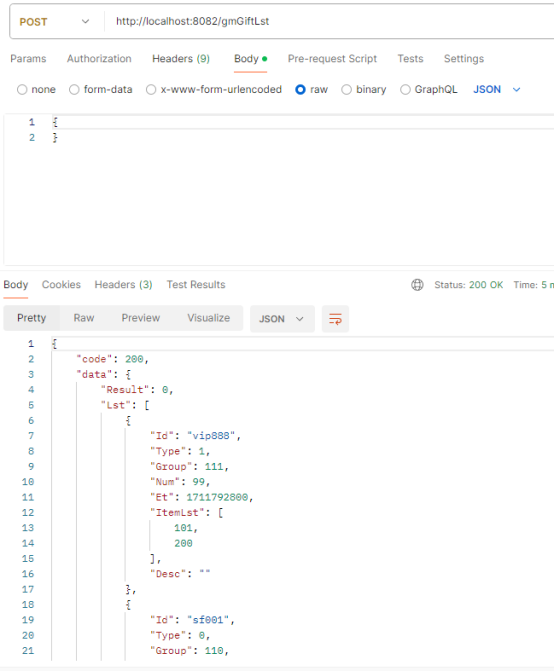 POST http://localhost:8082/gmGiftLst
Params Authorization Headers (9) Body Pre-request Script Tests Settings
none form-data x-www-form-urlencoded raw binary GraphQL JSON
1 {
2 }
Body Cookies Headers (3) Test Results Status: 200 OK Time: 5 m
Pretty Raw Preview Visualize JSON
1 {
2 "code": 200,
3 "data": {
4 "Result": 0,
5 "Lst": [
6 {
7 "Id": "vip888",
8 "Type": 1,
9 "Group": 111,
10 "Num": 99,
11 "Et": 1711792800,
12 "ItemLst": [
13 101,
14 200
15 ],
16 "Desc": ""
17 },
18 {
19 "Id": "sf001",
20 "Type": 0,
21 "Group": 110,